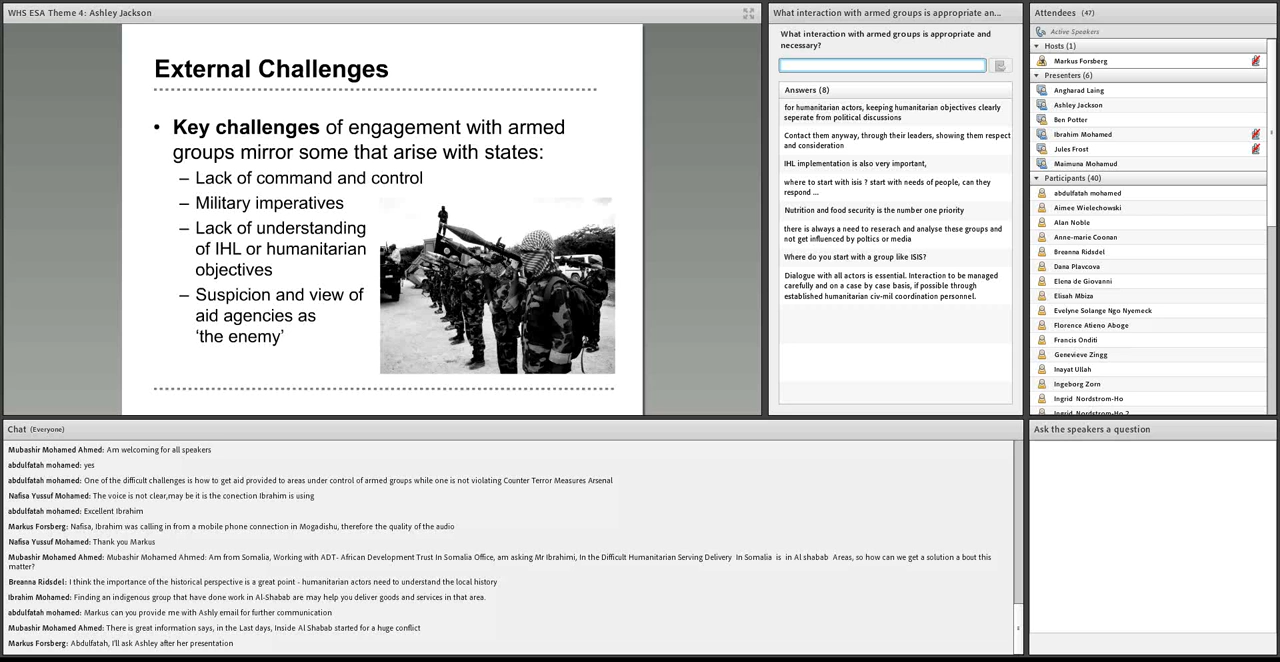 WHS ESA Theme 4: Ashley Jackson
External Challenges
• Key challenges of engagement with armed
groups mirror some that arise with states:
– Lack of command and control
– Military imperatives
– Lack of understanding
of IHL or humanitarian
objectives
– Suspicion and view of
aid agencies as
‘the enemy’
What interaction with armed groups is appropriate an...
What interaction with armed groups is appropriate and
necessary?
Answers (8)
for humanitarian actors, keeping humanitarian objectives clearly
seperate from political discussions
Contact them anyway, through their leaders, showing them respect
and consideration
IHL implementation is also very important,
where to start with isis ? start with needs of people, can they
respond ...
Nutrition and food security is the number one priority
there is always a need to reserach and analyse these groups and
not get influenced by poltics or media
Where do you start with a group like ISIS?
Dialogue with all actors is essential. Interaction to be managed
carefully and on a case by case basis, if possible through
established humanitarian civ-mil coordination personnel.
Attendees (47)
Active Speakers
Hosts (1)
Markus Forsberg
Presenters (6)
Angharad Laing
Ashley Jackson
Ben Potter
Ibrahim Mohamed
Jules Frost
Maimuna Mohamud
Participants (40)
abdulfatah mohamed
Aimee Wielechowski
Alan Noble
Anne-marie Coonan
Breanna Ridsdel
Dana Plavcova
Elena de Giovanni
Elisah Mbiza
Evelyne Solange Ngo Nyemeck
Florence Atieno Aboge
Francis Onditi
Genevieve Zingg
Inayat Ullah
Ingeborg Zorn
Ingrid Nordstrom-Ho
Ingrid Nordstrom-Ho 2
Chat (Everyone)
Mubashir Mohamed Ahmed: Am welcoming for all speakers
abdulfatah mohamed: yes
abdulfatah mohamed: One of the difficult challenges is how to get aid provided to areas under control of armed groups while one is not violating Counter Terror Measures Arsenal
Nafisa Yussuf Mohamed: The voice is not clear,may be it is the conection Ibrahim is using
abdulfatah mohamed: Excellent Ibrahim
Markus Forsberg: Nafisa, Ibrahim was calling in from a mobile phone connection in Mogadishu, therefore the quality of the audio
Nafisa Yussuf Mohamed: Thank you Markus
Mubashir Mohamed Ahmed: Mubashir Mohamed Ahmed: Am from Somalia, Working with ADT- African Development Trust In Somalia Office, am asking Mr Ibrahimi, In the Difficult Humanitarian Serving Delivery In Somalia is in Al shabab Areas, so how can we get a solution a bout this
matter?
Breanna Ridsdel: I think the importance of the historical perspective is a great point - humanitarian actors need to understand the local history
Ibrahim Mohamed: Finding an indigenous group that have done work in Al-Shabab are may help you deliver goods and services in that area.
abdulfatah mohamed: Markus can you provide me with Ashly email for further communication
Mubashir Mohamed Ahmed: There is great information says, in the Last days, Inside Al Shabab started for a huge conflict
Markus Forsberg: Abdulfatah, I'll ask Ashley after her presentation
Ask the speakers a question